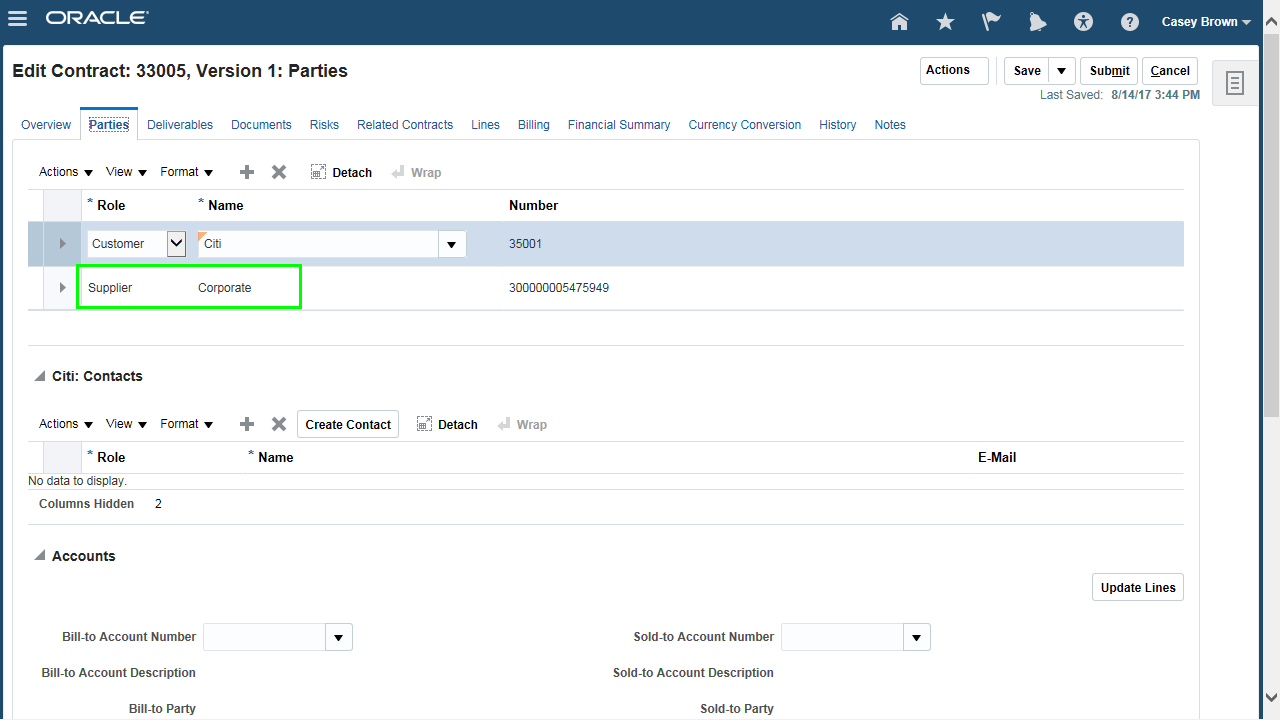 ORACLE
Casey Brown
Edit Contract: 33005, Version 1: Parties
Actions Save Submit Cancel
Last Saved: 8/14/17 3:44 PM
Overview Parties Deliverables Documents Risks Related Contracts Lines Billing Financial Summary Currency Conversion History Notes
Actions View Format Detach Wrap
* Role * Name Number
Customer Citi 35001
Supplier Corporate 300000005475949
Citi: Contacts
Actions View Format Create Contact Detach Wrap
* Role * Name E-Mail
No data to display.
Columns Hidden 2
Accounts
Update Lines
Bill-to Account Number Sold-to Account Number
Bill-to Account Description Sold-to Account Description
Bill-to Party Sold-to Party